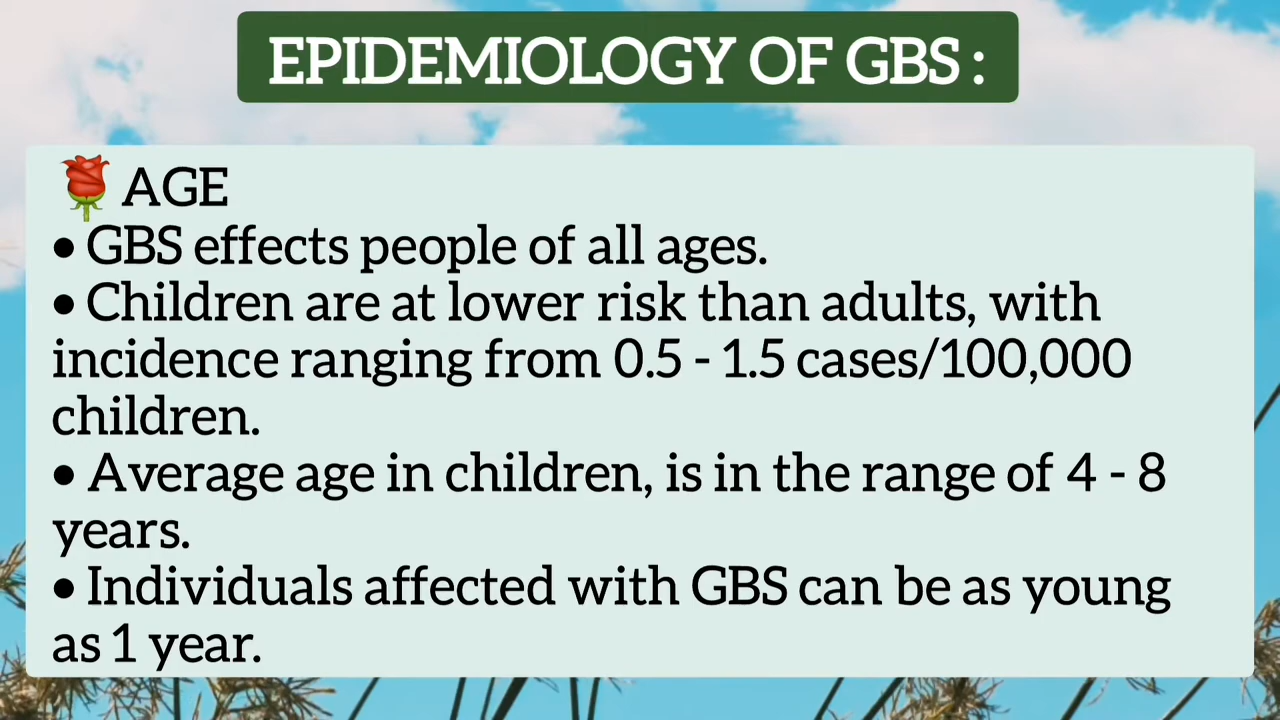 EPIDEMIOLOGY OF GBS :
🌹 AGE
• GBS effects people of all ages.
• Children are at lower risk than adults, with
incidence ranging from 0.5 - 1.5 cases/100,000
children.
• Average age in children, is in the range of 4 - 8
years.
• Individuals affected with GBS can be as young
as 1 year.